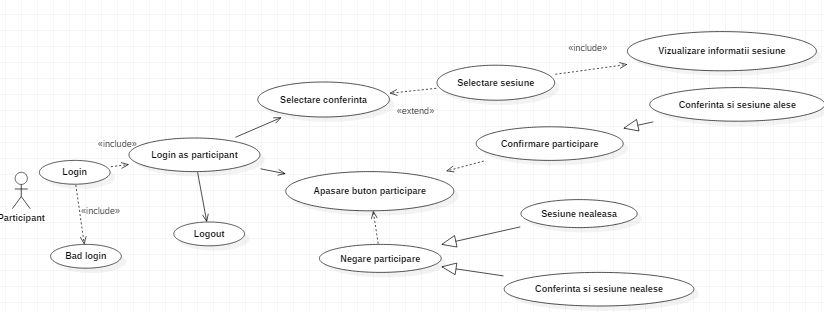 «include»
Vizualizare informatii sesiune
Selectare sesiune
Selectare conferinta
«extend»
Conferinta si sesiune alese
Confirmare participare
«include»
Login as participant
Login
Apasare buton participare
«include»
Participant
Sesiune nealeasa
Logout
Bad login
Negare participare
Conferinta si sesiune nealese